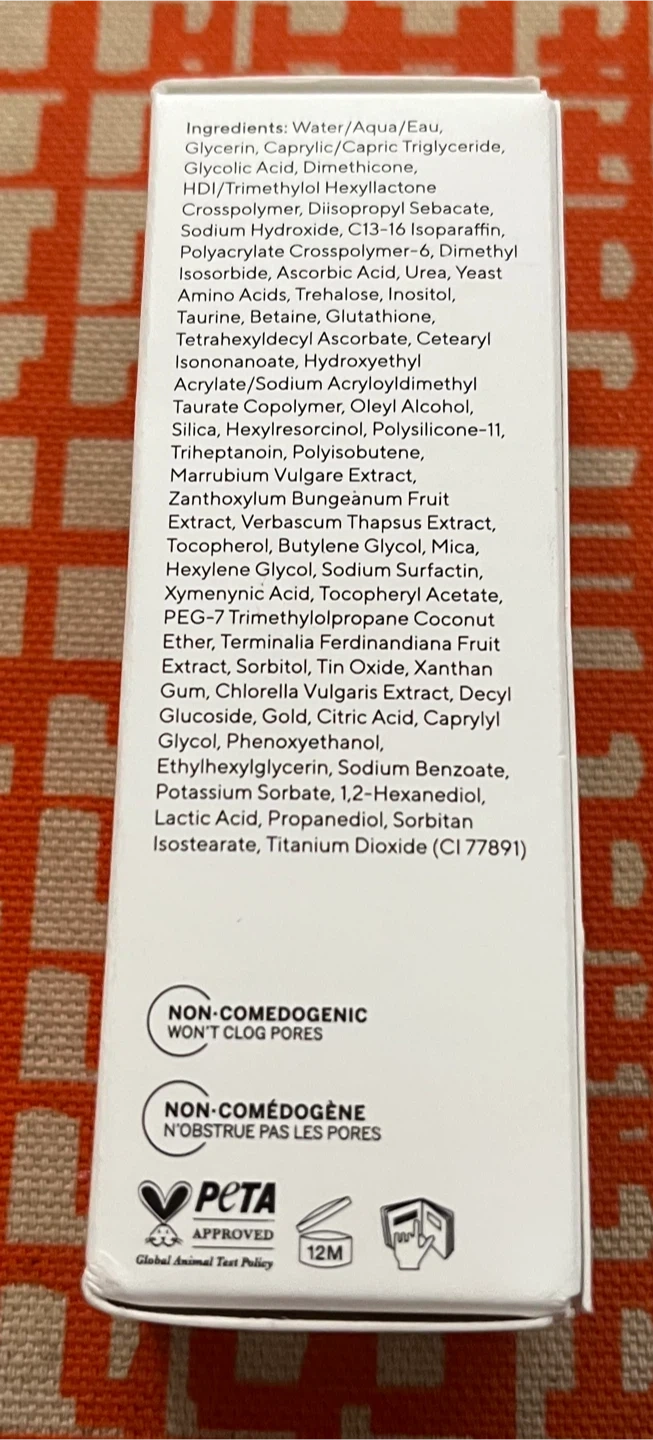 Ingredients: Water/Aqua/Eau,
Glycerin, Caprylic/Capric Triglyceride,
Glycolic Acid, Dimethicone,
HDI/Trimethylol Hexyllactone
Crosspolymer, Diisopropyl Sebacate,
Sodium Hydroxide, C13-16 Isoparaffin,
Polyacrylate Crosspolymer-6, Dimethyl
Isosorbide, Ascorbic Acid, Urea, Yeast
Amino Acids, Trehalose, Inositol,
Taurine, Betaine, Glutathione,
Tetrahexyldecyl Ascorbate, Cetearyl
Isononanoate, Hydroxyethyl
Acrylate/Sodium Acryloyldimethyl
Taurate Copolymer, Oleyl Alcohol,
Silica, Hexylresorcinol, Polysilicone-11,
Triheptanoin, Polyisobutene,
Marrubium Vulgare Extract,
Zanthoxylum Bungeanum Fruit
Extract, Verbascum Thapsus Extract,
Tocopherol, Butylene Glycol, Mica,
Hexylene Glycol, Sodium Surfactin,
Xymenynic Acid, Tocopheryl Acetate,
PEG-7 Trimethylolpropane Coconut
Ether, Terminalia Ferdinandiana Fruit
Extract, Sorbitol, Tin Oxide, Xanthan
Gum, Chlorella Vulgaris Extract, Decyl
Glucoside, Gold, Citric Acid, Caprylyl
Glycol, Phenoxyethanol,
Ethylhexylglycerin, Sodium Benzoate,
Potassium Sorbate, 1,2-Hexanediol,
Lactic Acid, Propanediol, Sorbitan
Isostearate, Titanium Dioxide (CI 77891)
NON·COMEDOGENIC
WON'T CLOG PORES
NON·COMÉDOGÈNE
N'OBSTRUE PAS LES PORES
PETA
APPROVED
Global Animal Test Policy
12M